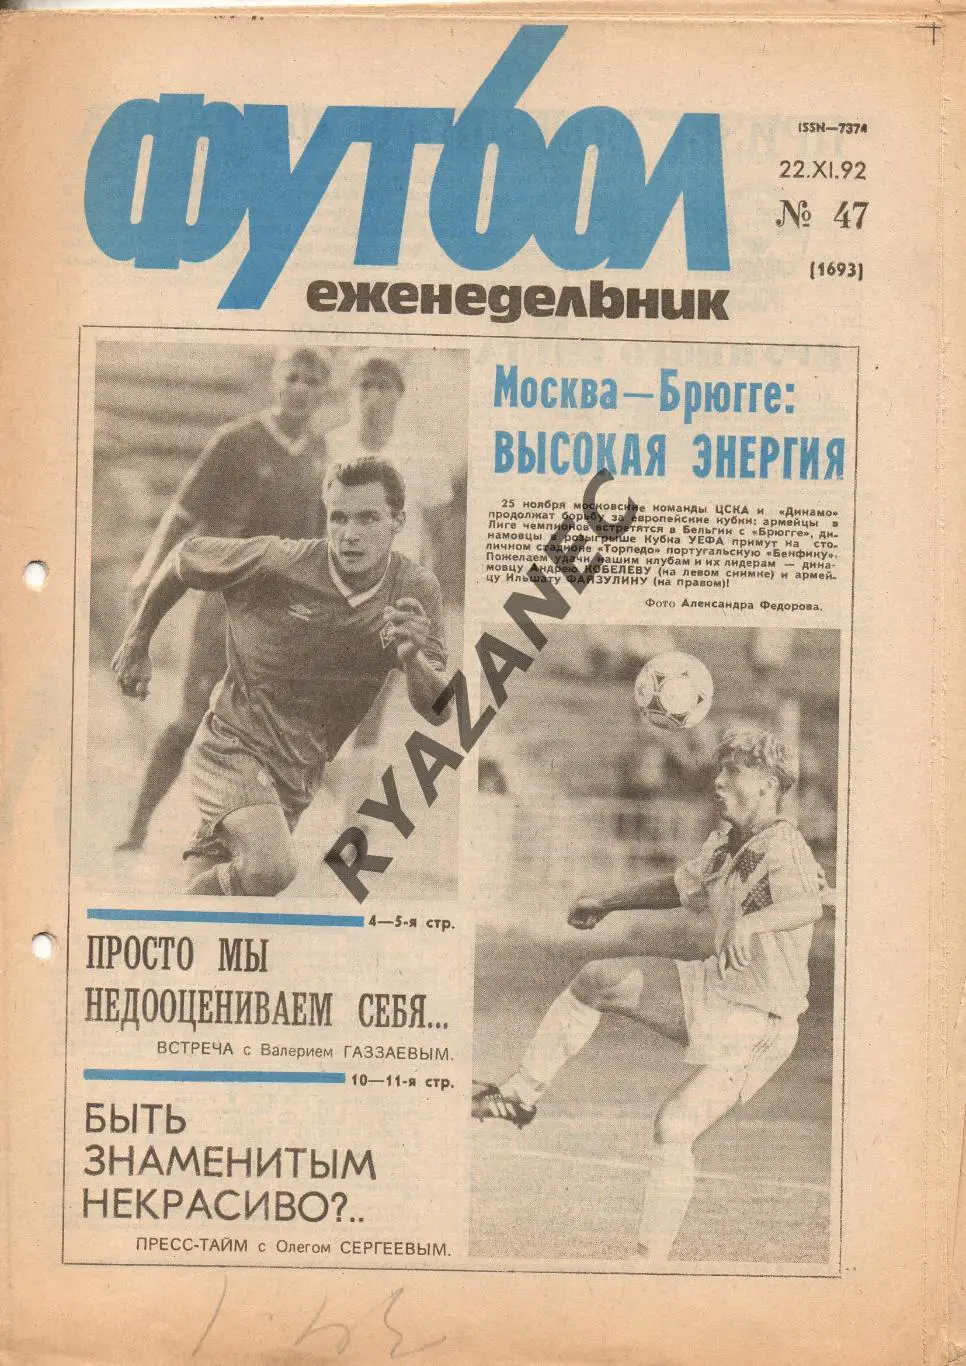 футбол
еженедельник
ISSN—7374
22.XI.92
№ 47
(1693)
Москва—Брюгге:
ВЫСОКАЯ ЭНЕРГИЯ
25 ноября московские команды ЦСКА и «Динамо»
продолжат борьбу за европейские кубки: армейцы в
Лиге чемпионов встретятся в Бельгии с «Брюгге», ди-
намовцы в розыгрыше Кубка УЕФА примут на сто-
личном стадионе «Торпедо» португальскую «Бенфику».
Пожелаем удачи нашим клубам и их лидерам — дина-
мовцу Андрею КОБЕЛЕВУ (на левом снимке) и армей-
цу Ильшату ФАЙЗУЛИНУ (на правом)!
Фото Александра Федорова.
4—5-я стр.
ПРОСТО МЫ
НЕДООЦЕНИВАЕМ СЕБЯ...
ВСТРЕЧА с Валерием ГАЗЗАЕВЫМ.
10—11-я стр.
БЫТЬ
ЗНАМЕНИТЫМ
НЕКРАСИВО?..
ПРЕСС-ТАЙМ с Олегом СЕРГЕЕВЫМ.
RYAZANEC